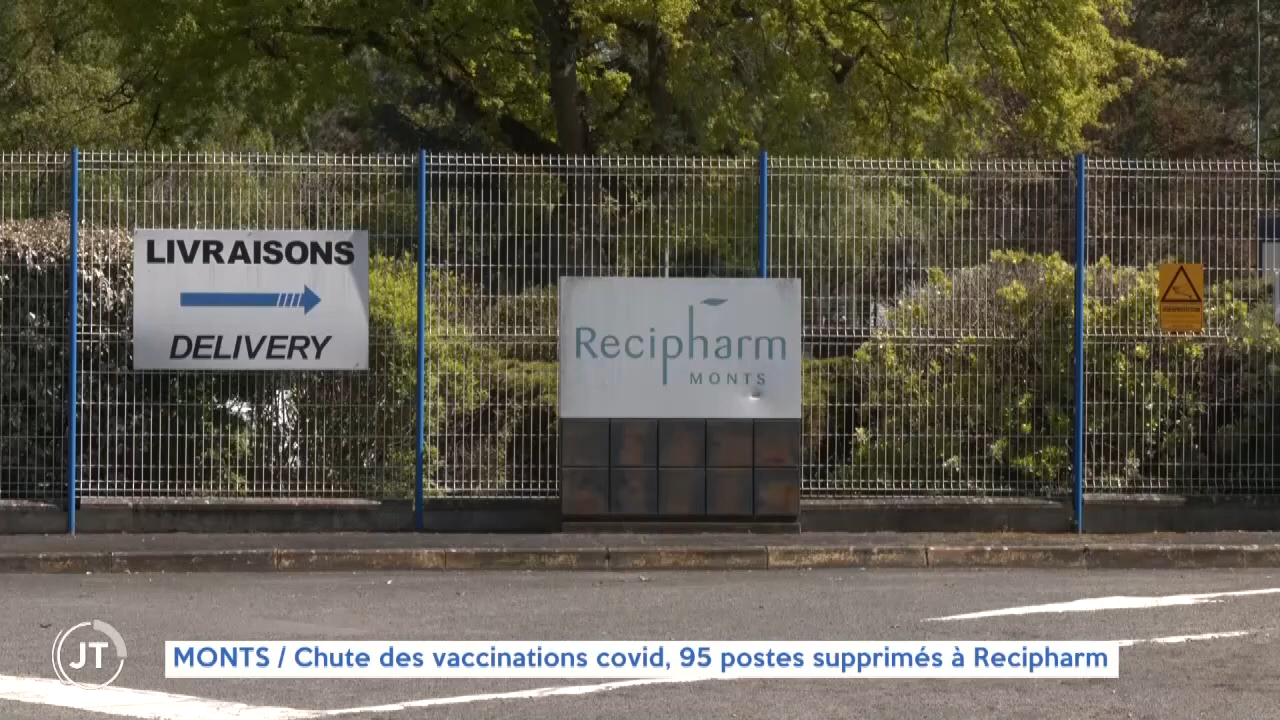 LIVRAISONS
DELIVERY
Recipharm
MONTS
JT
MONTS / Chute des vaccinations covid, 95 postes supprimés à Recipharm